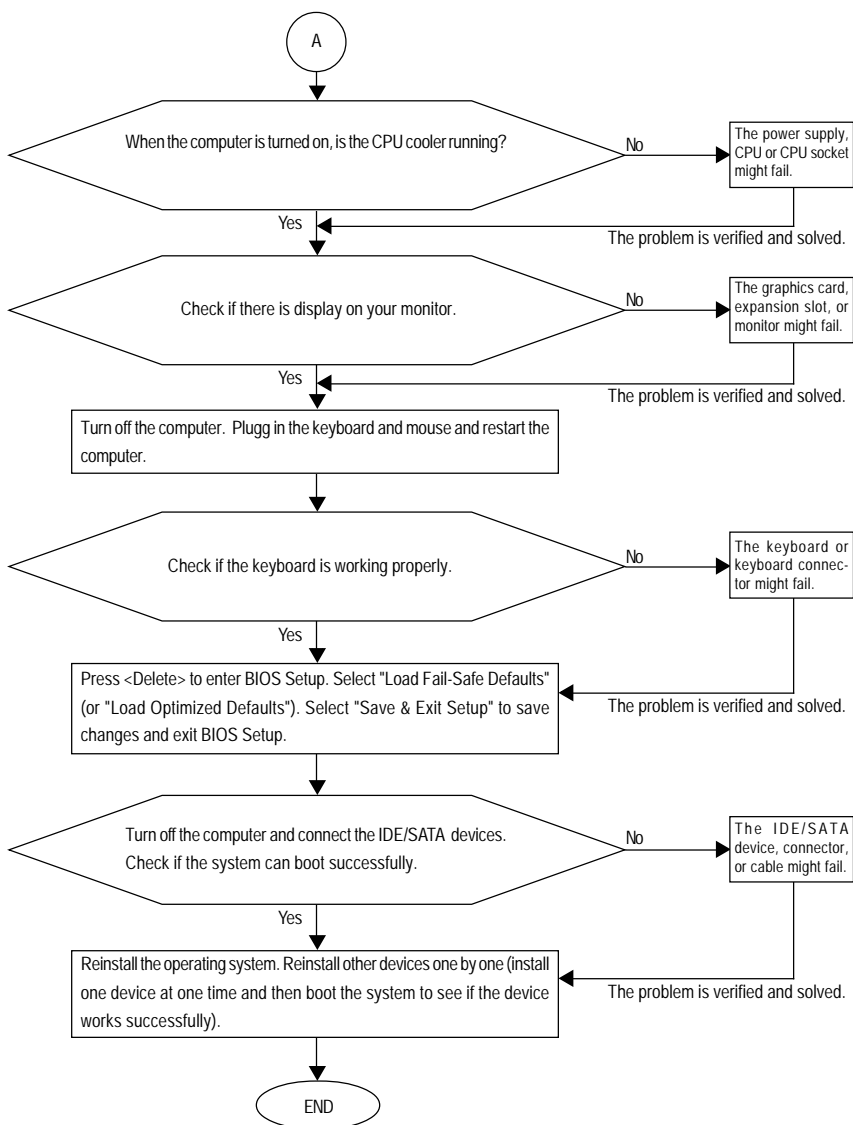 A
When the computer is turned on, is the CPU cooler running?
No
The power supply,
CPU or CPU socket
might fail.
Yes
The problem is verified and solved.
Check if there is display on your monitor.
No
The graphics card,
expansion slot, or
monitor might fail.
Yes
The problem is verified and solved.
Turn off the computer. Plugg in the keyboard and mouse and restart the
computer.
Check if the keyboard is working properly.
No
The keyboard or
keyboard connec-
tor might fail.
Yes
Press <Delete> to enter BIOS Setup. Select "Load Fail-Safe Defaults"
(or "Load Optimized Defaults"). Select "Save & Exit Setup" to save
changes and exit BIOS Setup.
The problem is verified and solved.
Turn off the computer and connect the IDE/SATA devices.
Check if the system can boot successfully.
No
The IDE/SATA
device, connector,
or cable might fail.
Yes
Reinstall the operating system. Reinstall other devices one by one (install
one device at one time and then boot the system to see if the device
works successfully).
The problem is verified and solved.
END